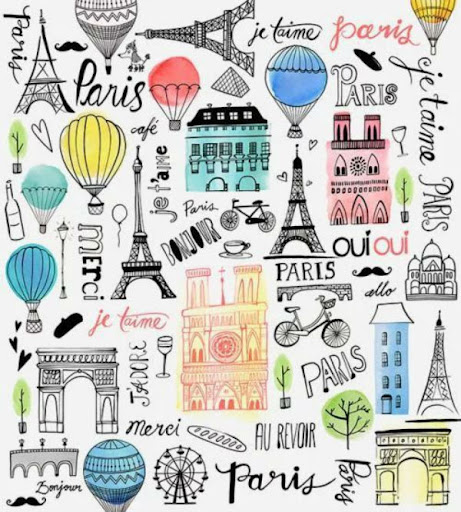 Paris
je t'aime
paris
je t'aime
Paris
PARIS
café
je t'aime
PARIS
Paris
BONJOUR
merci
OUI OUI
PARIS
allo
je t'aime
J'ADORE
PARIS
Merci
AU REVOIR
Paris
Paris
Bonjour